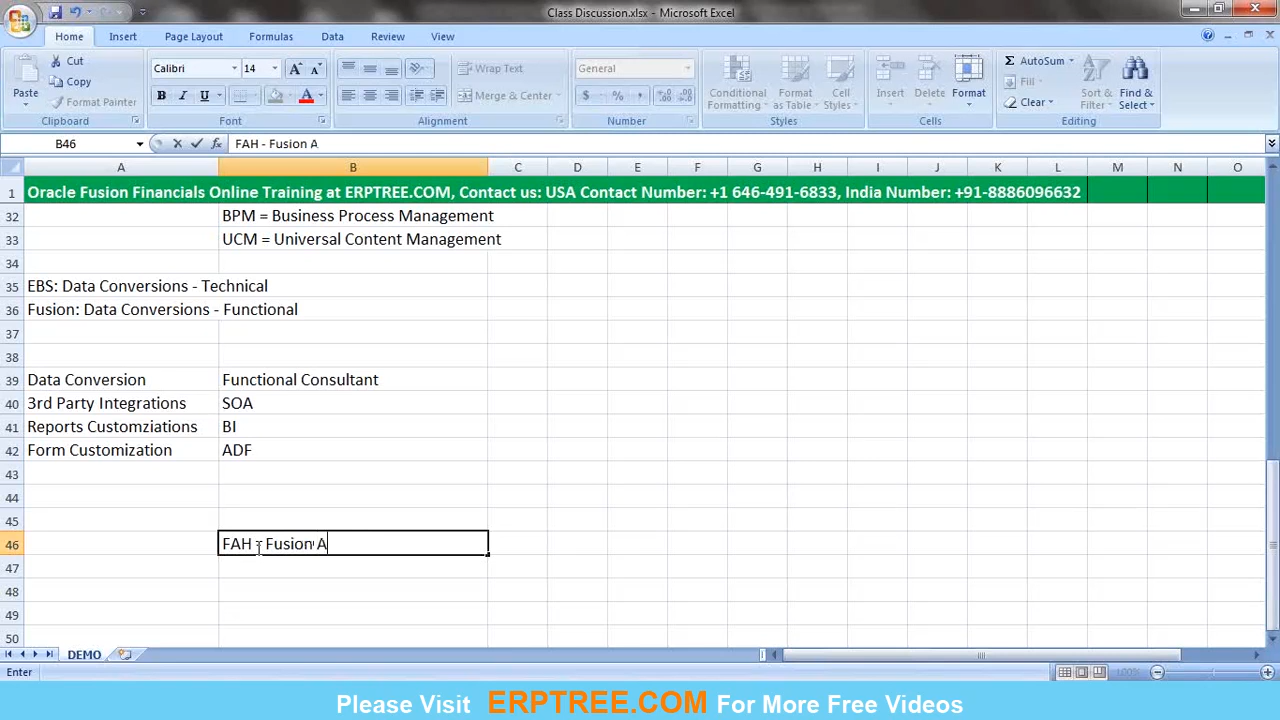 Class Discussion.xlsx - Microsoft Excel
Home Insert Page Layout Formulas Data Review View
Paste
Cut
Copy
Format Painter
Clipboard
Calibri 14
B I U
Font
Wrap Text
Merge & Center
Alignment
General
$ % ,
Number
Conditional Formatting
Format as Table
Cell Styles
Styles
Insert Delete Format
Cells
AutoSum
Fill
Clear
Sort & Filter
Find & Select
Editing
B46 FAH - Fusion A
A B C D E F G H I J K L M N O
1 Oracle Fusion Financials Online Training at ERPTREE.COM, Contact us: USA Contact Number: +1 646-491-6833, India Number: +91-8886096632
32 BPM = Business Process Management
33 UCM = Universal Content Management
34
35 EBS: Data Conversions - Technical
36 Fusion: Data Conversions - Functional
37
38
39 Data Conversion Functional Consultant
40 3rd Party Integrations SOA
41 Reports Customziations BI
42 Form Customization ADF
43
44
45
46 FAH - Fusion A
47
48
49
50
DEMO
Enter 100%
Please Visit ERPTREE.COM For More Free Videos